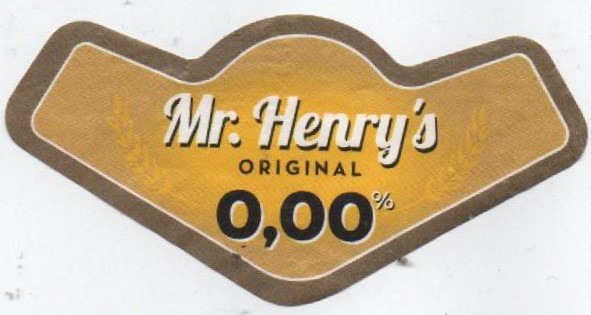 Mr. Henry's
ORIGINAL
0,00%